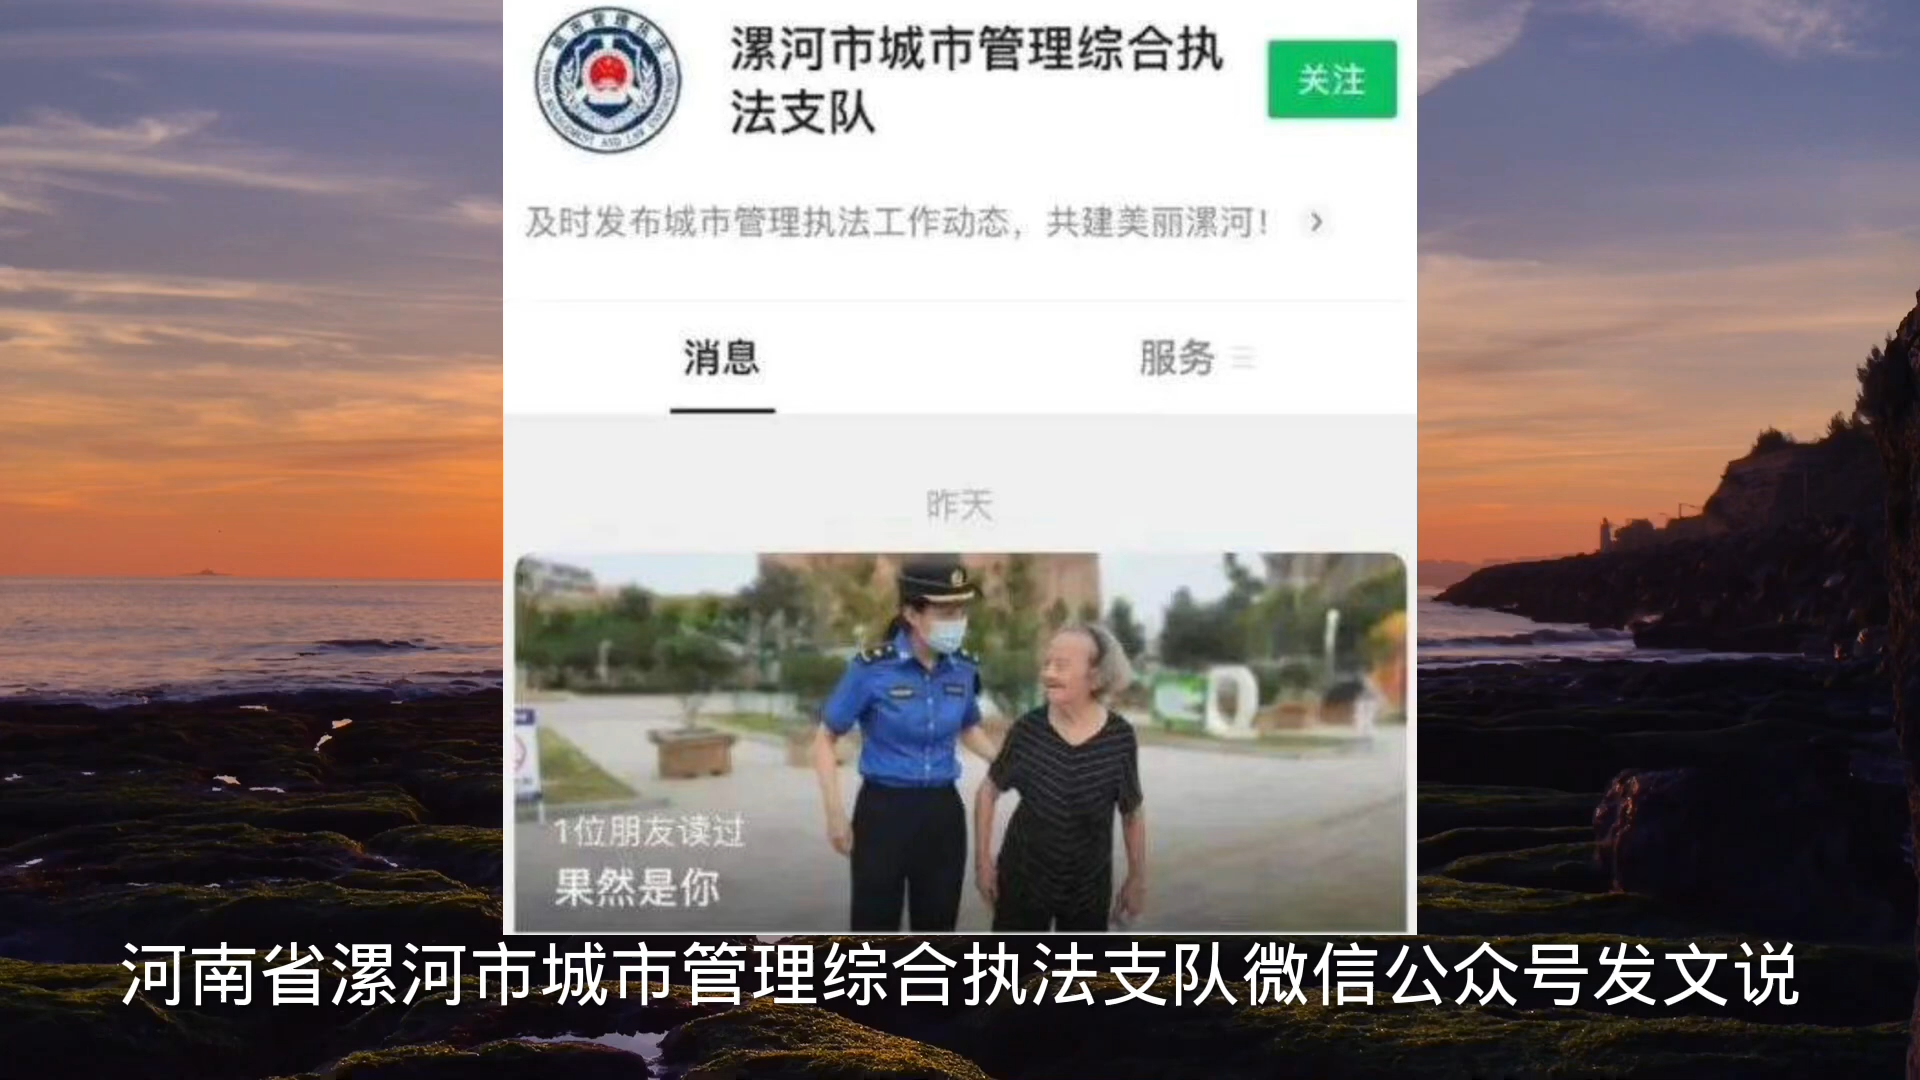 漯河市城市管理综合执
法支队
关注
及时发布城市管理执法工作动态，共建美丽漯河！
消息
服务
昨天
1位朋友读过
果然是你
河南省漯河市城市管理综合执法支队微信公众号发文说